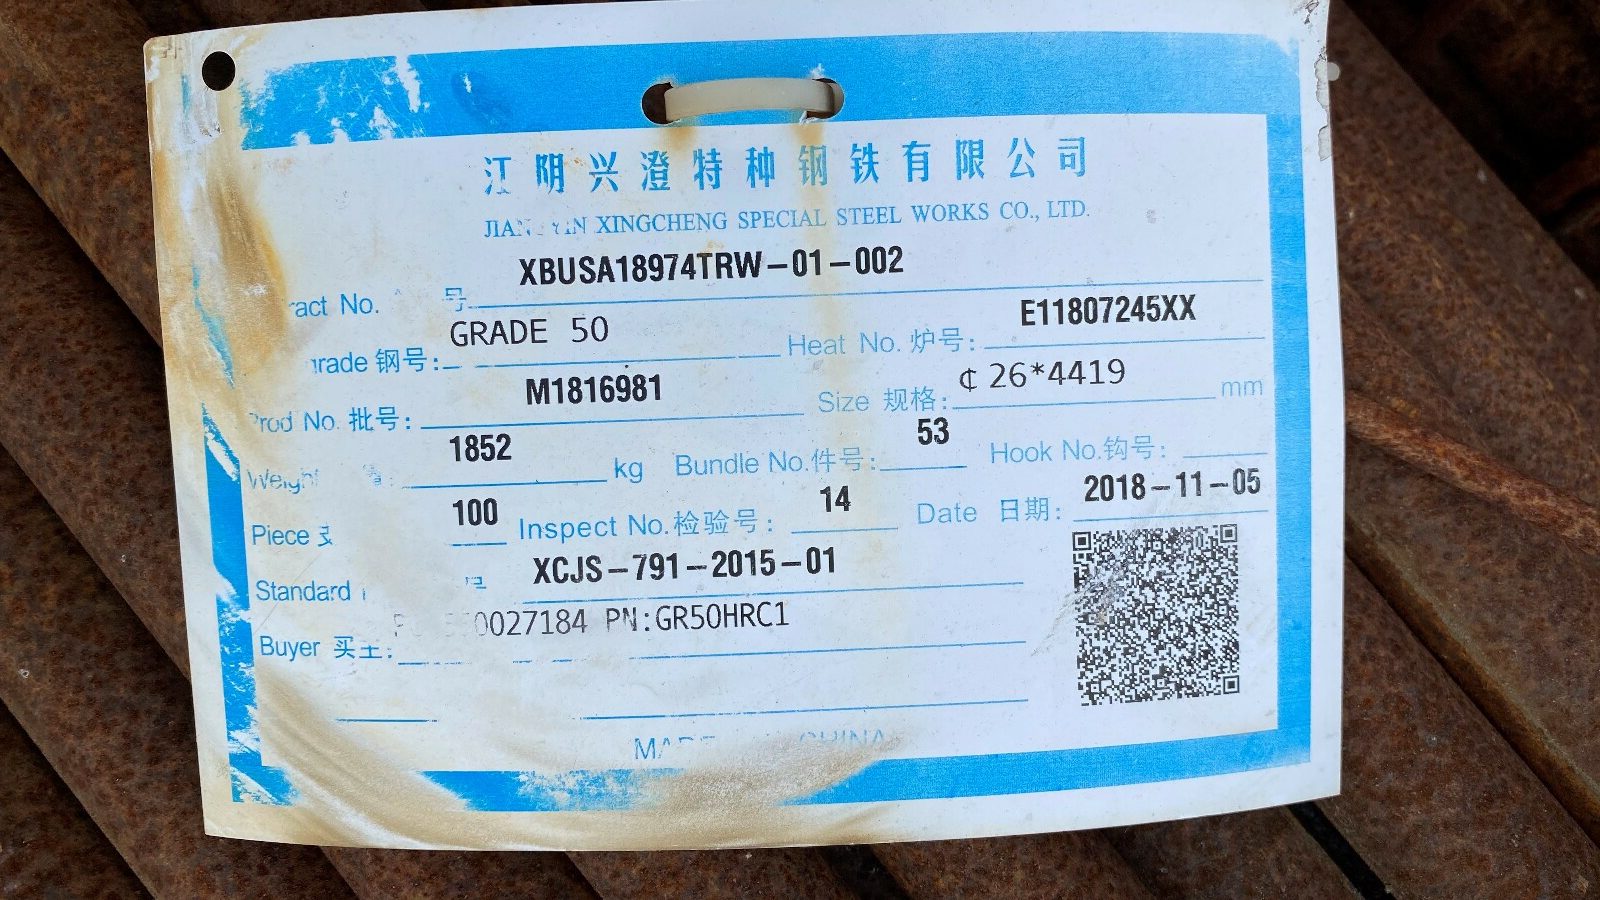 江阴兴澄特种钢铁有限公司
XINGCHENG SPECIAL STEEL WORKS CO., LTD.
No. 号 XBUSA18974TRW-01-002
钢号: GRADE 50 Heat No. 炉号: E11807245XX
No. 批号: M1816981 Size 规格: ₵ 26*4419 mm
1852 kg Bundle No.件号: 53 Hook No.钩号:
Piece 100 Inspect No.检验号: 14 Date 日期: 2018-11-05
Standard XCJS-791-2015-01
Buyer 买主: PN:GR50HRC1